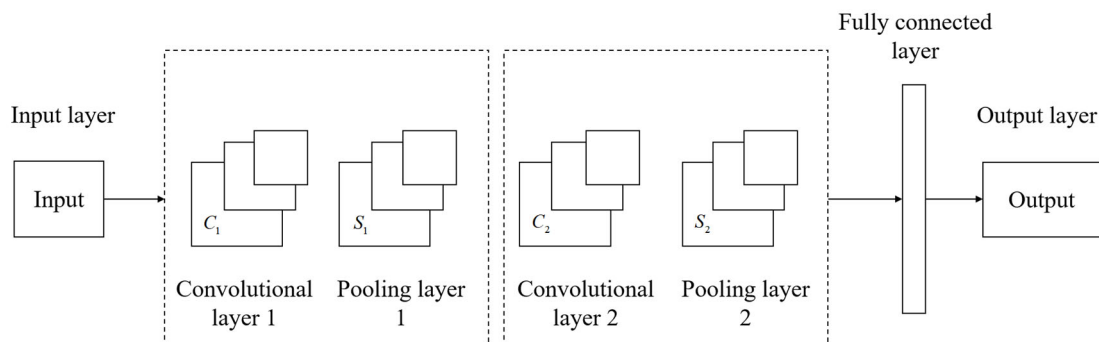 Fully connected
layer
Input layer
Output layer
Input
Output
C1
S1
C2
S2
Convolutional
layer 1
Pooling layer
1
Convolutional
layer 2
Pooling layer
2